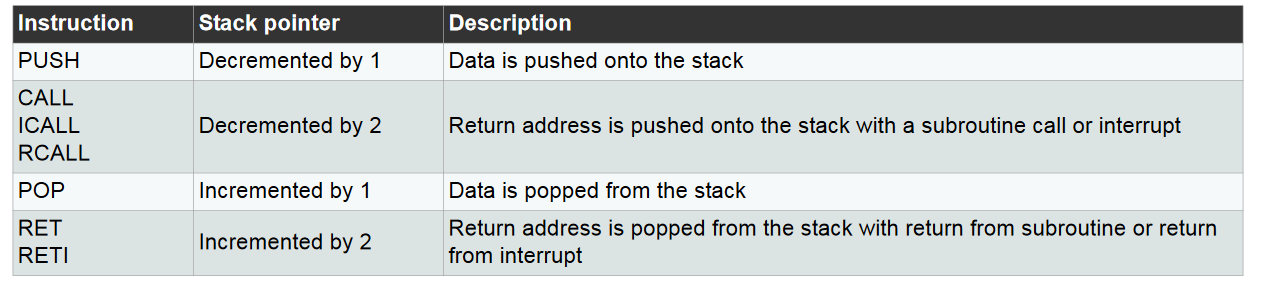 Instruction Stack pointer Description
PUSH Decremented by 1 Data is pushed onto the stack
CALL
ICALL Decremented by 2 Return address is pushed onto the stack with a subroutine call or interrupt
RCALL
POP Incremented by 1 Data is popped from the stack
RET
RETI Incremented by 2 Return address is popped from the stack with return from subroutine or return
from interrupt